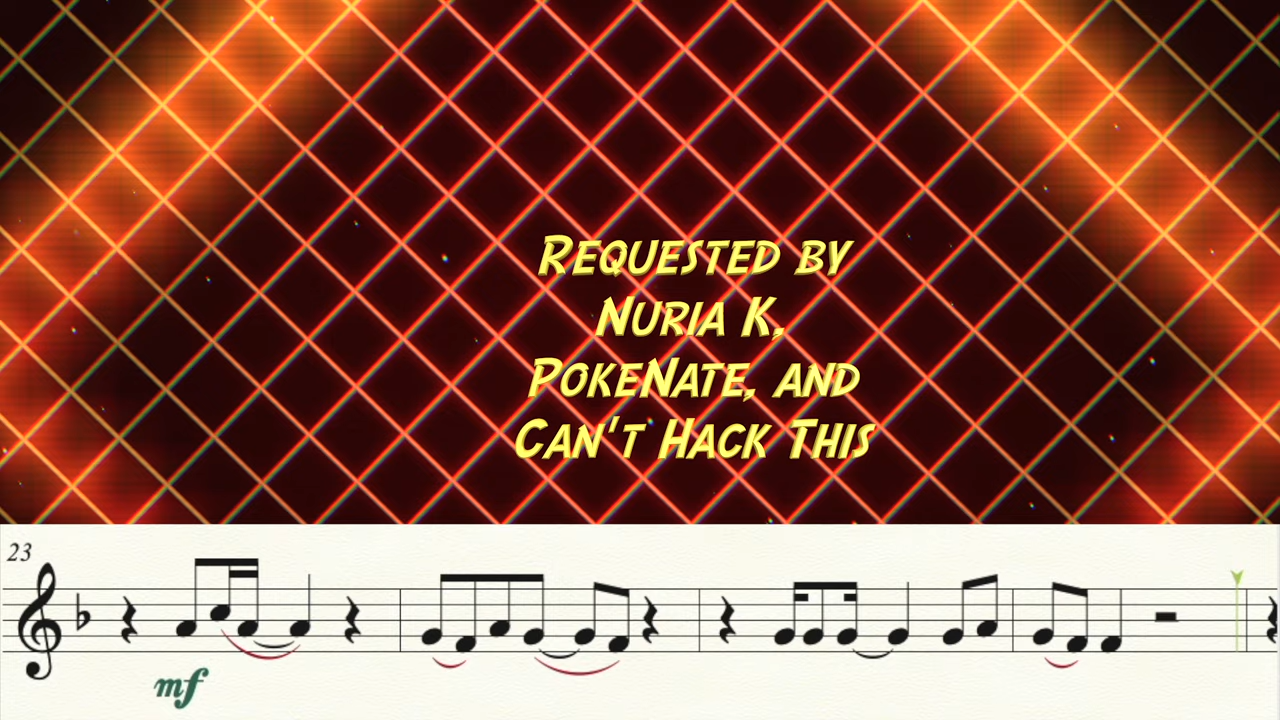 Requested by
Nuria K,
PokeNate, and
Can't Hack This
23
mf